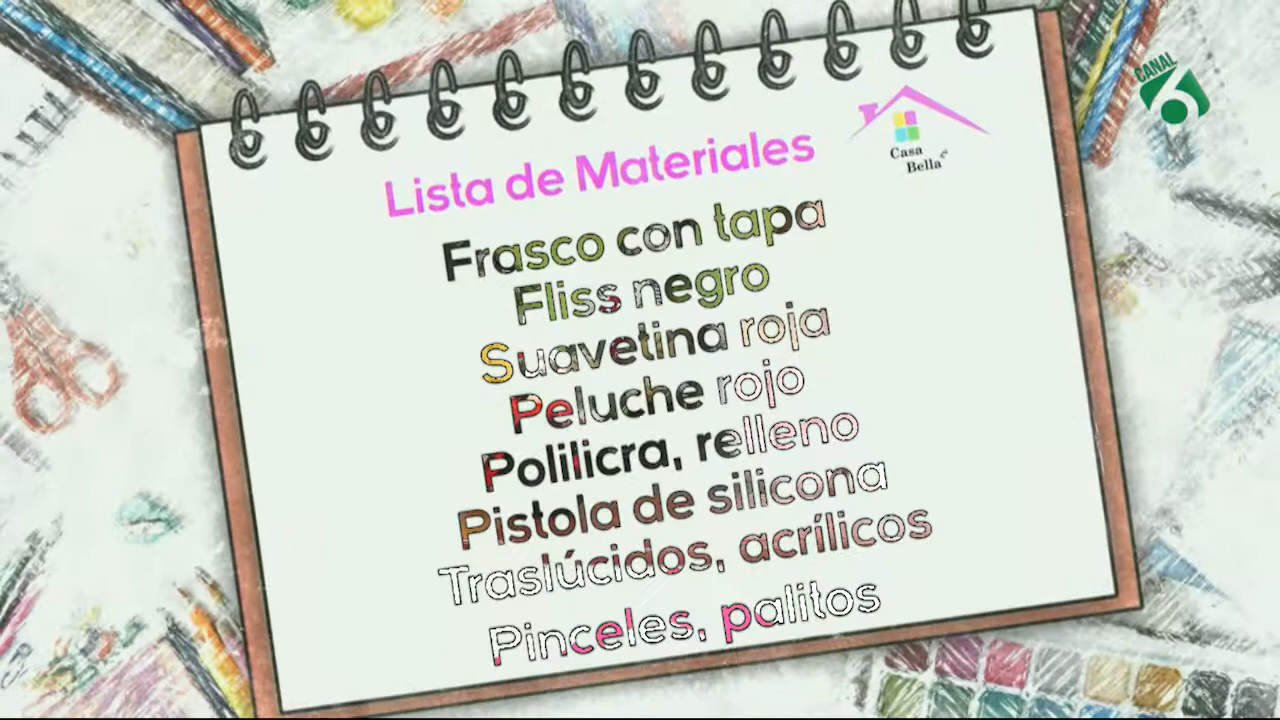 CANAL
6
Casa
Bella
Lista de Materiales
Frasco con tapa
Fliss negro
Suavetina roja
Peluche rojo
Polilicra, relleno
Pistola de silicona
Traslúcidos, acrílicos
Pinceles, palitos